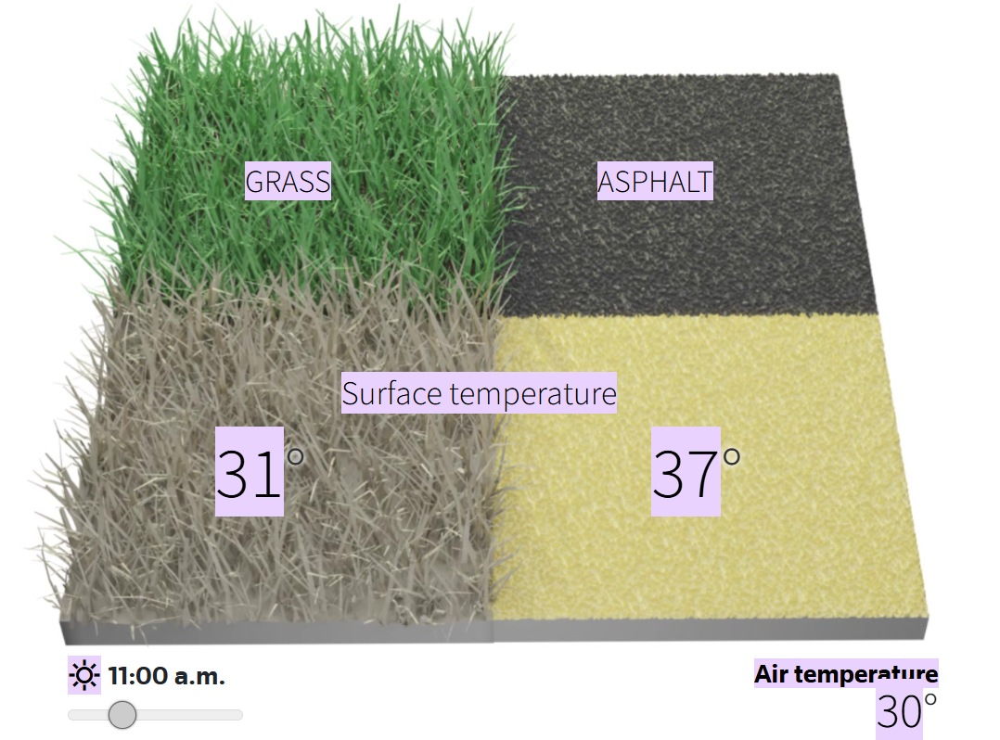 GRASS
ASPHALT
Surface temperature
31°
37°
11:00 a.m.
Air temperature
30°